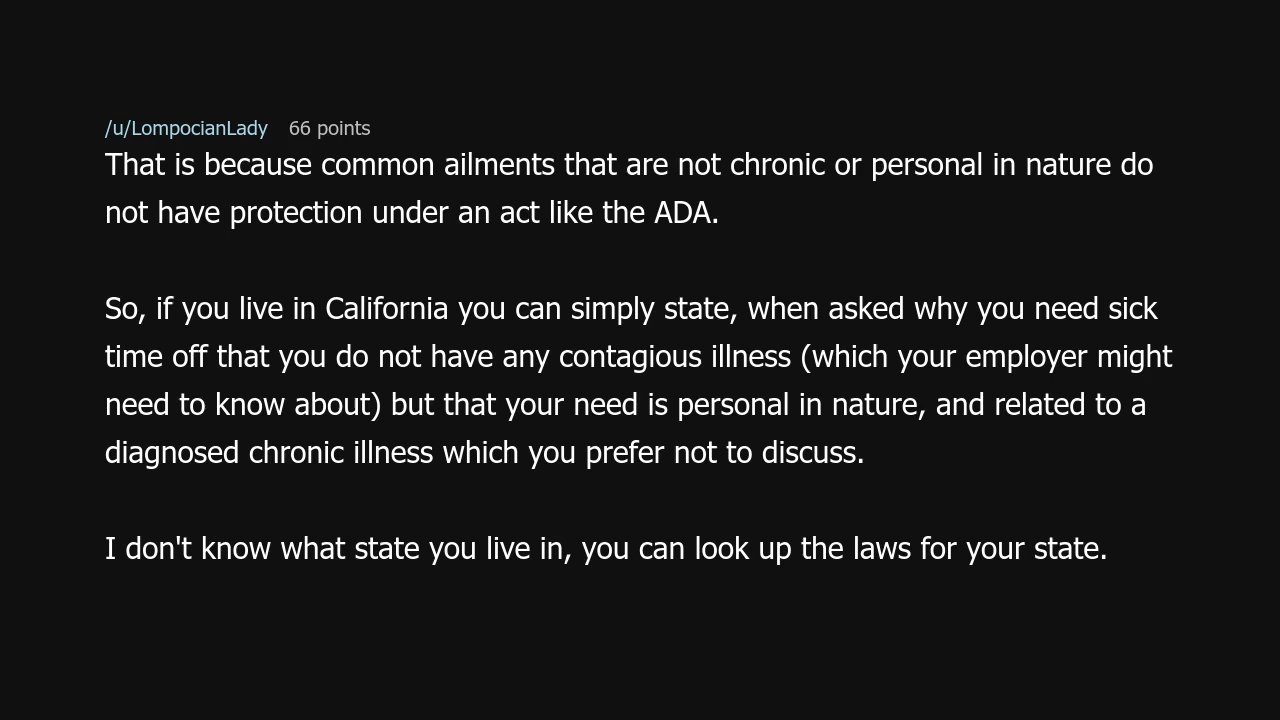 /u/LompocianLady 66 points
That is because common ailments that are not chronic or personal in nature do
not have protection under an act like the ADA.
So, if you live in California you can simply state, when asked why you need sick
time off that you do not have any contagious illness (which your employer might
need to know about) but that your need is personal in nature, and related to a
diagnosed chronic illness which you prefer not to discuss.
I don't know what state you live in, you can look up the laws for your state.